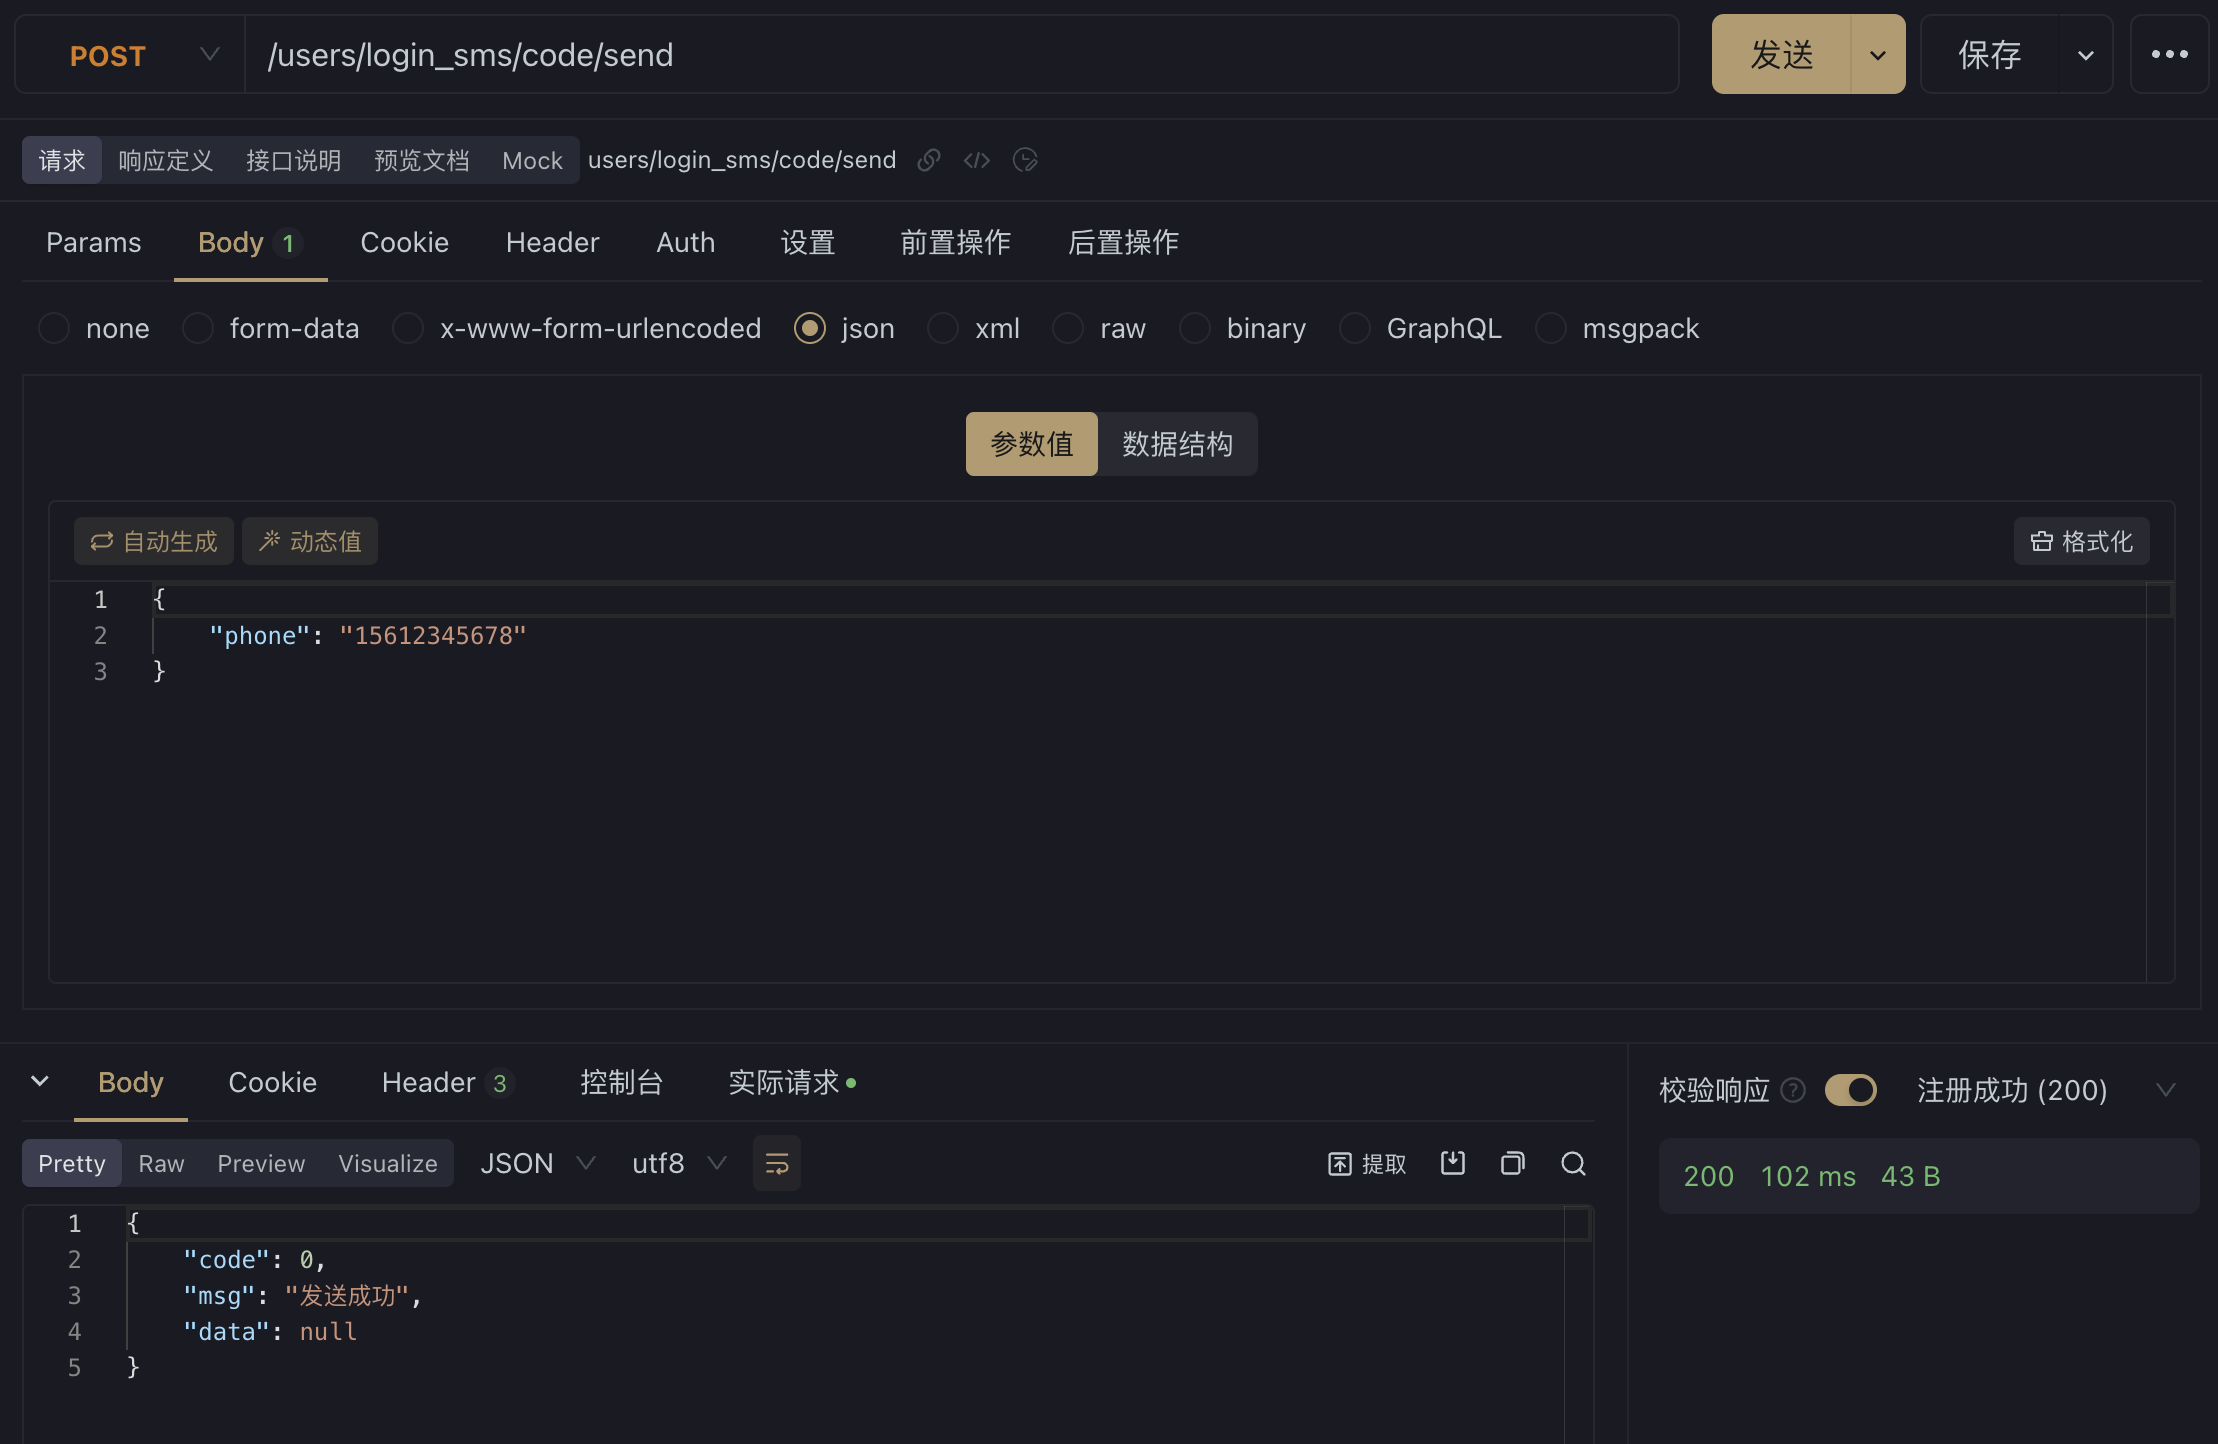 POST /users/login_sms/code/send 发送 保存
请求 响应定义 接口说明 预览文档 Mock users/login_sms/code/send
Params Body 1 Cookie Header Auth 设置 前置操作 后置操作
none form-data x-www-form-urlencoded json xml raw binary GraphQL msgpack
参数值 数据结构
自动生成 动态值 格式化
1 {
2 "phone": "15612345678"
3 }
Body Cookie Header 3 控制台 实际请求
Pretty Raw Preview Visualize JSON utf8 提取
1 {
2 "code": 0,
3 "msg": "发送成功",
4 "data": null
5 }
校验响应 ? 注册成功 (200)
200 102 ms 43 B